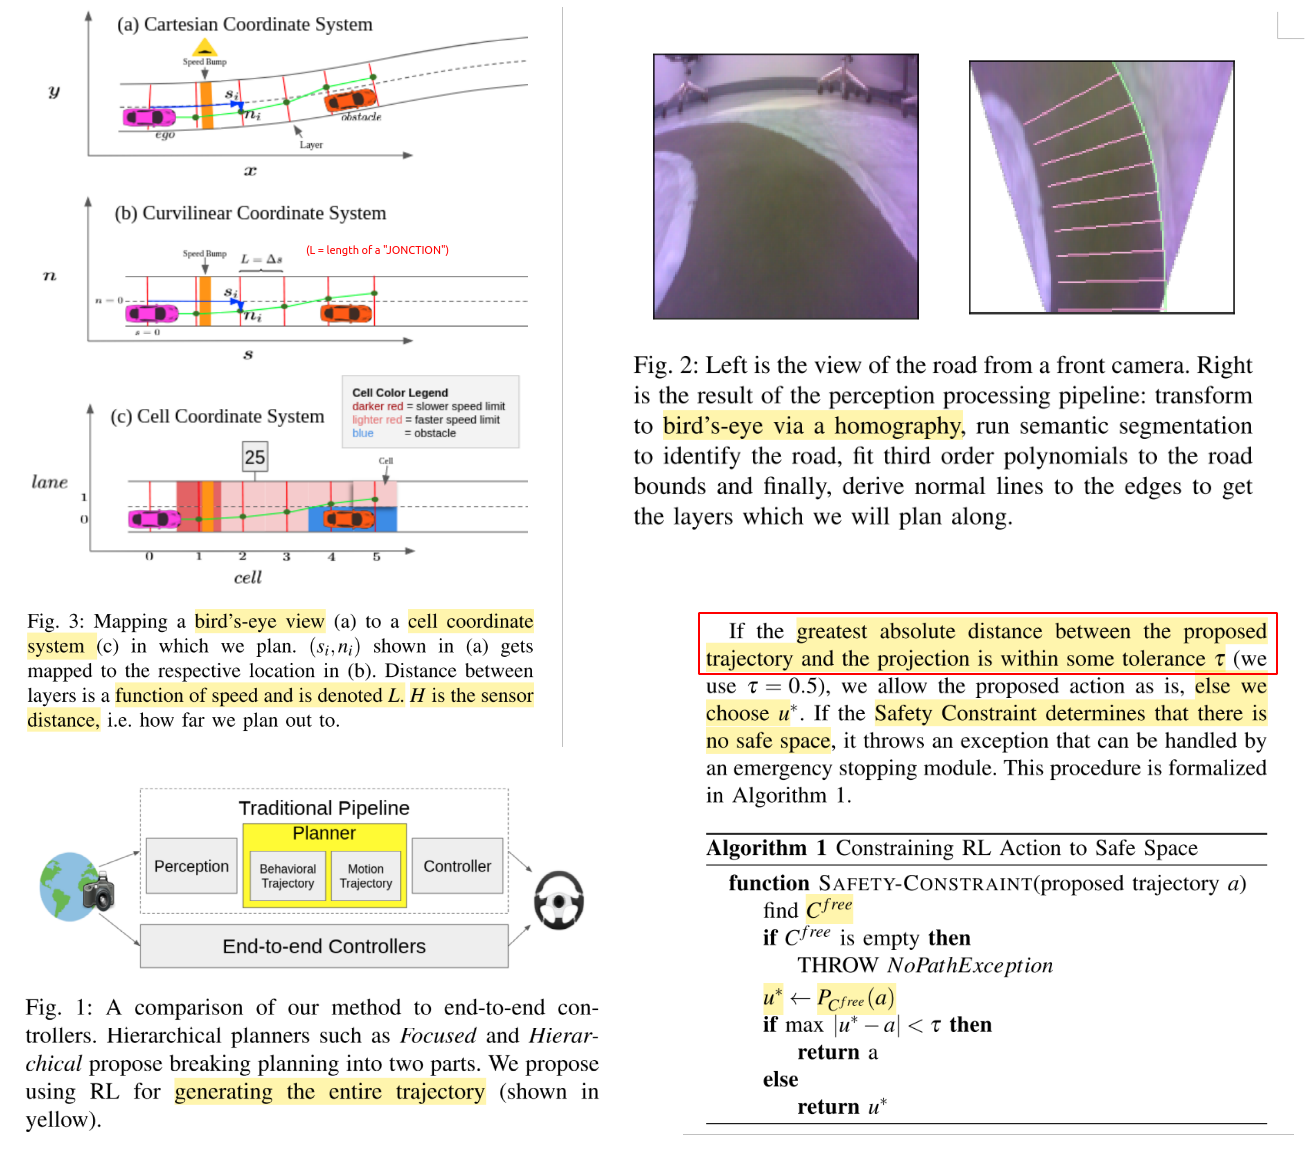 (a) Cartesian Coordinate System
Speed Bump
y
s_i
n_i
ego
obstacle
Layer
x
(b) Curvilinear Coordinate System
Speed Bump
L = Δs
(L = length of a "JONCTION")
n
n = 0
s_i
n_i
s = 0
s
Cell Color Legend
darker red = slower speed limit
lighter red = faster speed limit
blue = obstacle
(c) Cell Coordinate System
25
Cell
lane
1
0
0 1 2 3 4 5
cell
Fig. 3: Mapping a bird's-eye view (a) to a cell coordinate
system (c) in which we plan. (s_i,n_i) shown in (a) gets
mapped to the respective location in (b). Distance between
layers is a function of speed and is denoted L. H is the sensor
distance, i.e. how far we plan out to.
Traditional Pipeline
Planner
Perception
Behavioral
Trajectory
Motion
Trajectory
Controller
End-to-end Controllers
Fig. 1: A comparison of our method to end-to-end con-
trollers. Hierarchical planners such as Focused and Hierar-
chical propose breaking planning into two parts. We propose
using RL for generating the entire trajectory (shown in
yellow).
Fig. 2: Left is the view of the road from a front camera. Right
is the result of the perception processing pipeline: transform
to bird's-eye via a homography, run semantic segmentation
to identify the road, fit third order polynomials to the road
bounds and finally, derive normal lines to the edges to get
the layers which we will plan along.
If the greatest absolute distance between the proposed
trajectory and the projection is within some tolerance τ (we
use τ = 0.5), we allow the proposed action as is, else we
choose u*. If the Safety Constraint determines that there is
no safe space, it throws an exception that can be handled by
an emergency stopping module. This procedure is formalized
in Algorithm 1.
Algorithm 1 Constraining RL Action to Safe Space
function SAFETY-CONSTRAINT(proposed trajectory a)
find C^free
if C^free is empty then
THROW NoPathException
u* ← P_C^free(a)
if max |u* − a| < τ then
return a
else
return u*